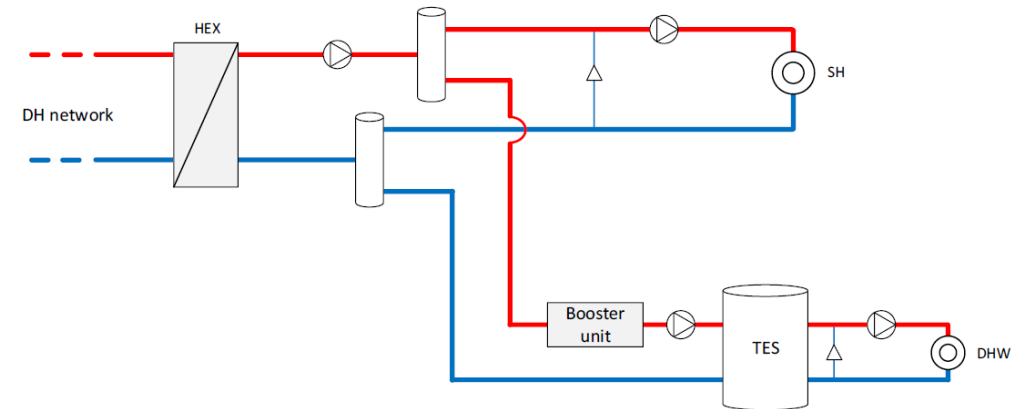 HEX
SH
DH network
Booster
unit
TES
DHW